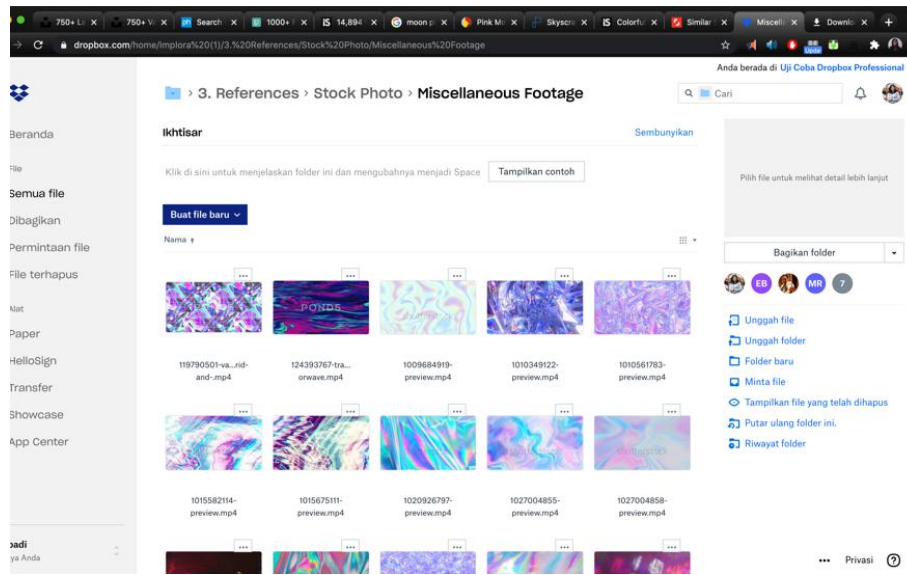 750+ L
750+ V
Search
1000+
14,894
moon p
Pink Mo
Skyscra
Colorfu
Similar
Miscell
Downlo
dropbox.com/home/Implora%20(1)/3.%20References/Stock%20Photo/Miscellaneous%20Footage
Anda berada di Uji Coba Dropbox Professional
3. References › Stock Photo › Miscellaneous Footage
Cari
Beranda
Ikhtisar
Sembunyikan
File
Klik di sini untuk menjelaskan folder ini dan mengubahnya menjadi Space
Tampilkan contoh
Pilih file untuk melihat detail lebih lanjut
Semua file
Dibagikan
Buat file baru
Permintaan file
Nama
Bagikan folder
File terhapus
EB
MR
7
Alat
PONDS
Unggah file
Paper
Unggah folder
119790501-va...rid-and-.mp4
124393767-tra...orwave.mp4
1009684919-preview.mp4
1010349122-preview.mp4
1010561783-preview.mp4
Folder baru
HelloSign
Minta file
Transfer
Tampilkan file yang telah dihapus
Showcase
Putar ulang folder ini.
App Center
Riwayat folder
1015582114-preview.mp4
1015675111-preview.mp4
1020926797-preview.mp4
1027004855-preview.mp4
1027004858-preview.mp4
badi
ya Anda
Privasi